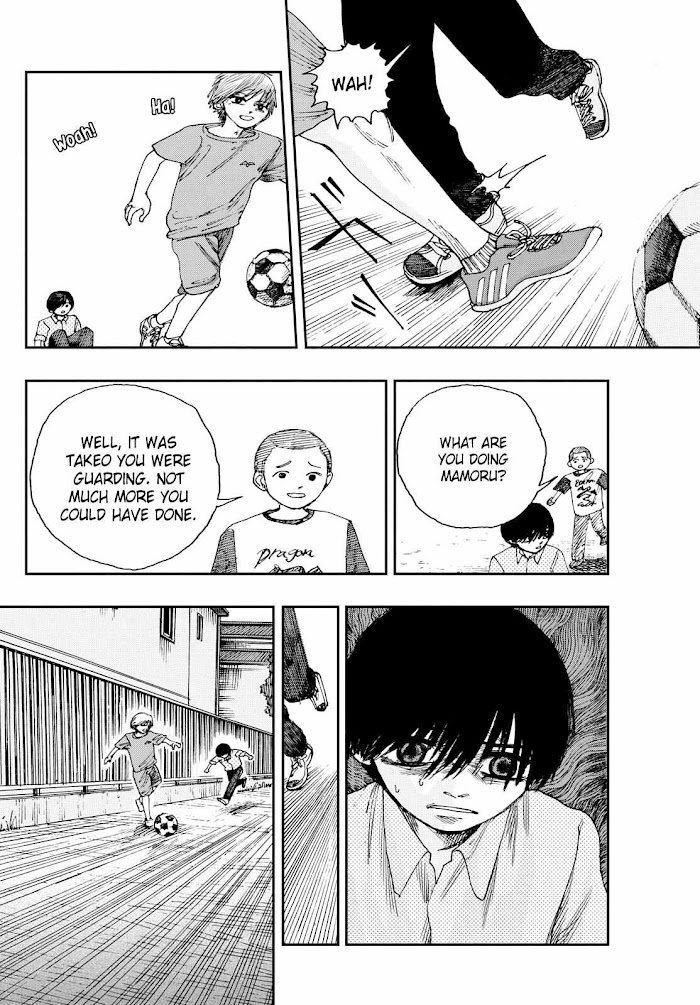 WAH!
Ha!
Woah!
WHAT ARE
YOU DOING
MAMORU?
WELL, IT WAS
TAKEO YOU WERE
GUARDING. NOT
MUCH MORE YOU
COULD HAVE DONE.
Dragon